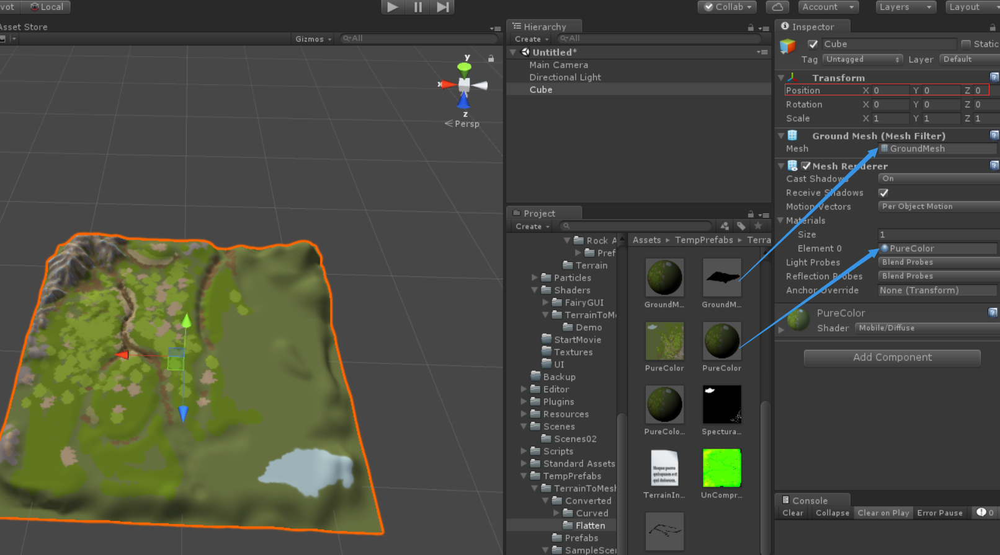 vot
Local
Collab
Account
Layers
Layout
Asset Store
Gizmos
All
y
x
z
Persp
Hierarchy
Create
All
Untitled*
Main Camera
Directional Light
Cube
Project
Create
Rock A
Pref
Terrain
Particles
Shaders
FairyGUI
TerrainToMe
Demo
StartMovie
Textures
UI
Backup
Editor
Plugins
Resources
Scenes
Scenes02
Scripts
Standard Assets
TempPrefabs
TerrainToMesh
Converted
Curved
Flatten
Prefabs
SampleScen
Assets
TempPrefabs
Terra
GroundM...
GroundM...
PureColor
PureColor
PureColo...
Spectura...
TerrainIn...
UnCompr...
Inspector
Cube
Static
Tag Untagged Layer Default
Transform
Position X 0 Y 0 Z 0
Rotation X 0 Y 0 Z 0
Scale X 1 Y 1 Z 1
Ground Mesh (Mesh Filter)
Mesh GroundMesh
Mesh Renderer
Cast Shadows On
Receive Shadows
Motion Vectors Per Object Motion
Materials
Size 1
Element 0 PureColor
Light Probes Blend Probes
Reflection Probes Blend Probes
Anchor Override None (Transform)
PureColor
Shader Mobile/Diffuse
Add Component
Console
Clear Collapse Clear on Play Error Pause 0